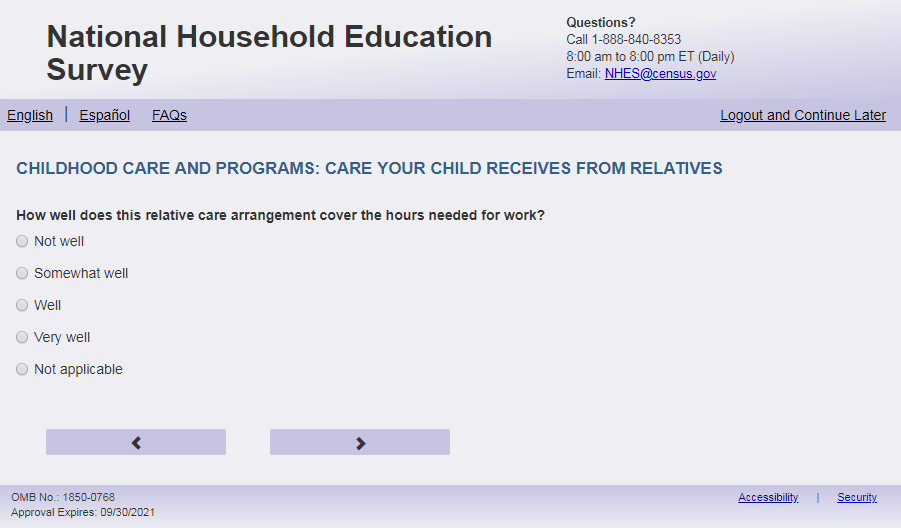 National Household Education
Survey
Questions?
Call 1-888-840-8353
8:00 am to 8:00 pm ET (Daily)
Email: NHES@census.gov
English | Español FAQs Logout and Continue Later
CHILDHOOD CARE AND PROGRAMS: CARE YOUR CHILD RECEIVES FROM RELATIVES
How well does this relative care arrangement cover the hours needed for work?
Not well
Somewhat well
Well
Very well
Not applicable
OMB No.: 1850-0768
Approval Expires: 09/30/2021
Accessibility | Security